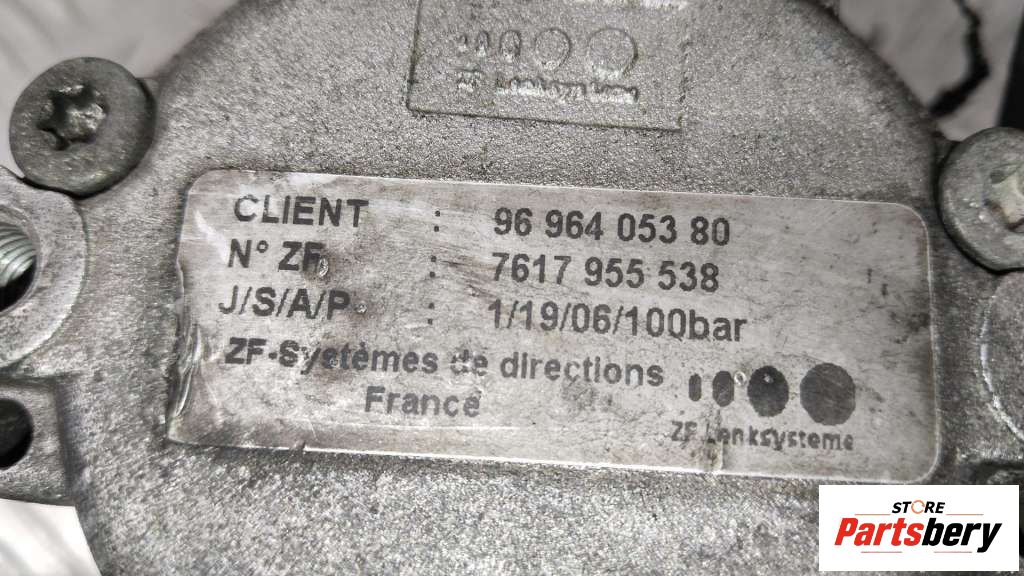 CLIENT : 96 964 053 80
N° ZF : 7617 955 538
J/S/A/P : 1/19/06/100bar
ZF-Systèmes de directions
France
ZF Lenksysteme
STORE
Partsbery